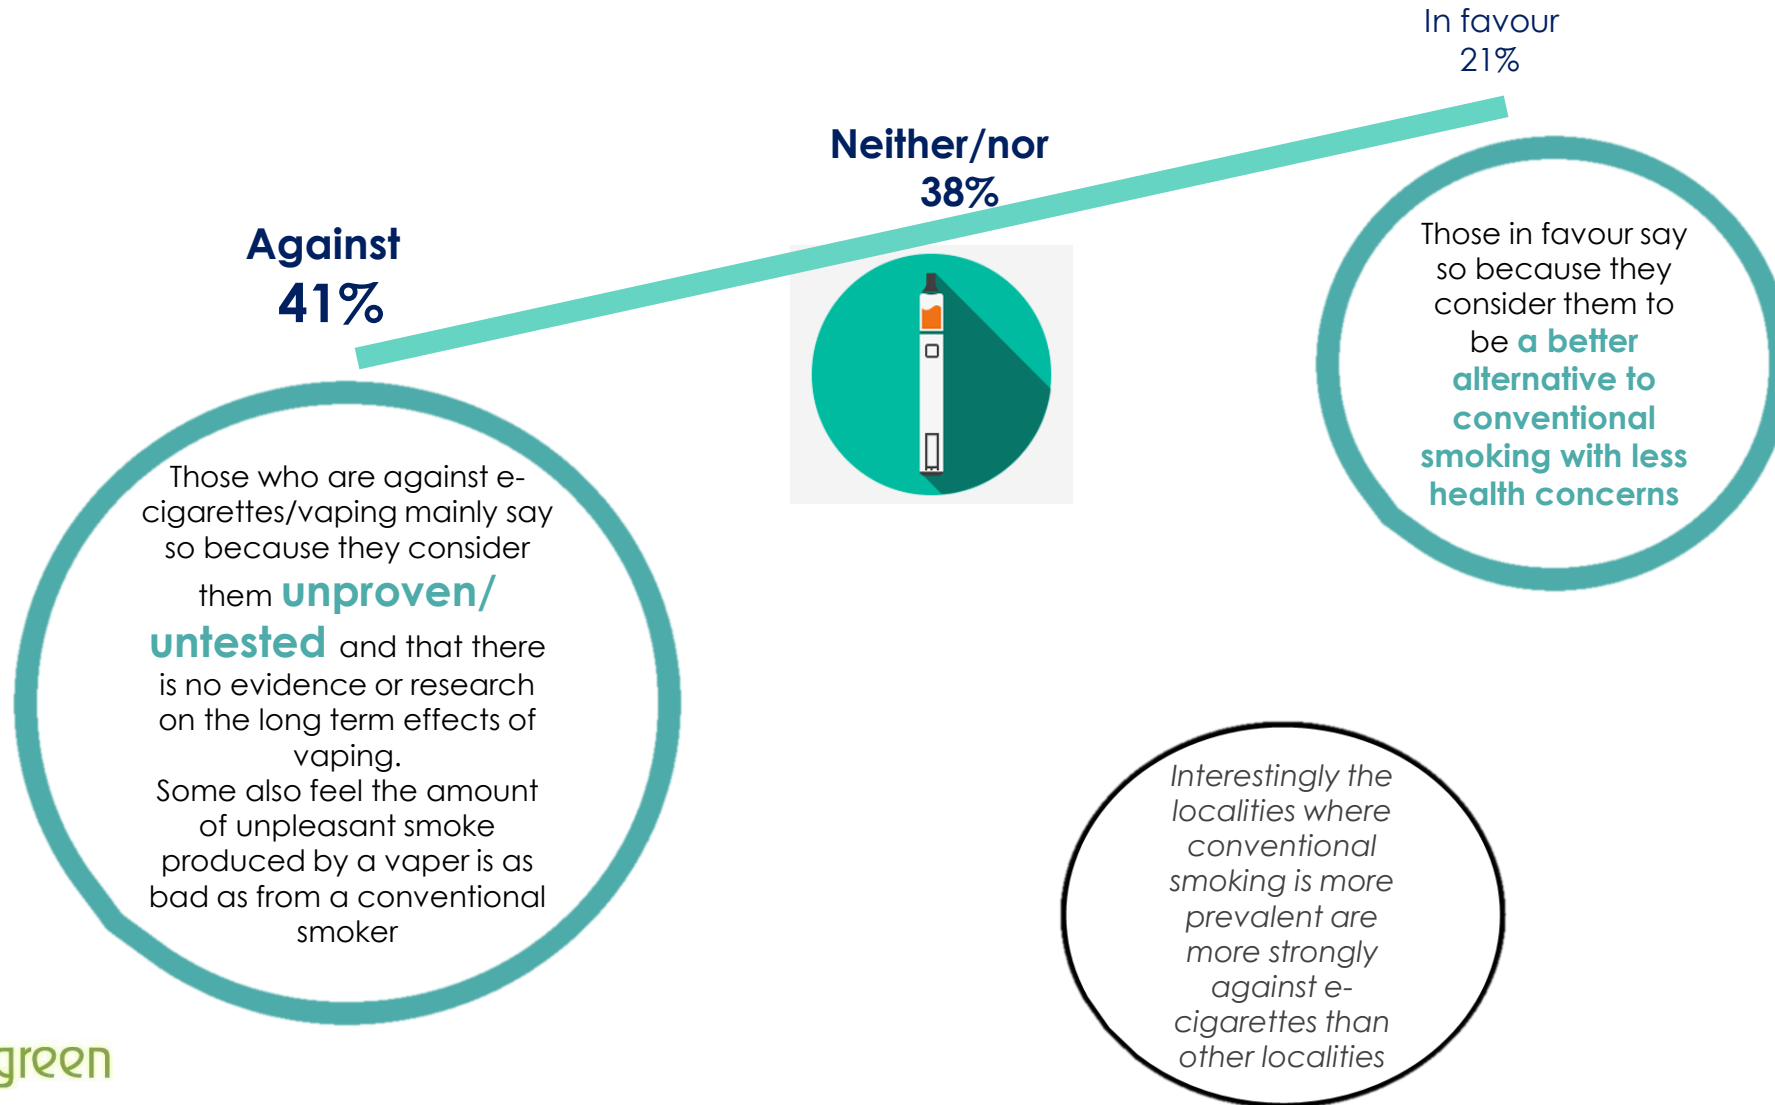 In favour
21%
Neither/nor
38%
Against
41%
Those who are against e-
cigarettes/vaping mainly say
so because they consider
them unproven/
untested and that there
is no evidence or research
on the long term effects of
vaping.
Some also feel the amount
of unpleasant smoke
produced by a vaper is as
bad as from a conventional
smoker
Those in favour say
so because they
consider them to
be a better
alternative to
conventional
smoking with less
health concerns
Interestingly the
localities where
conventional
smoking is more
prevalent are
more strongly
against e-
cigarettes than
other localities
green